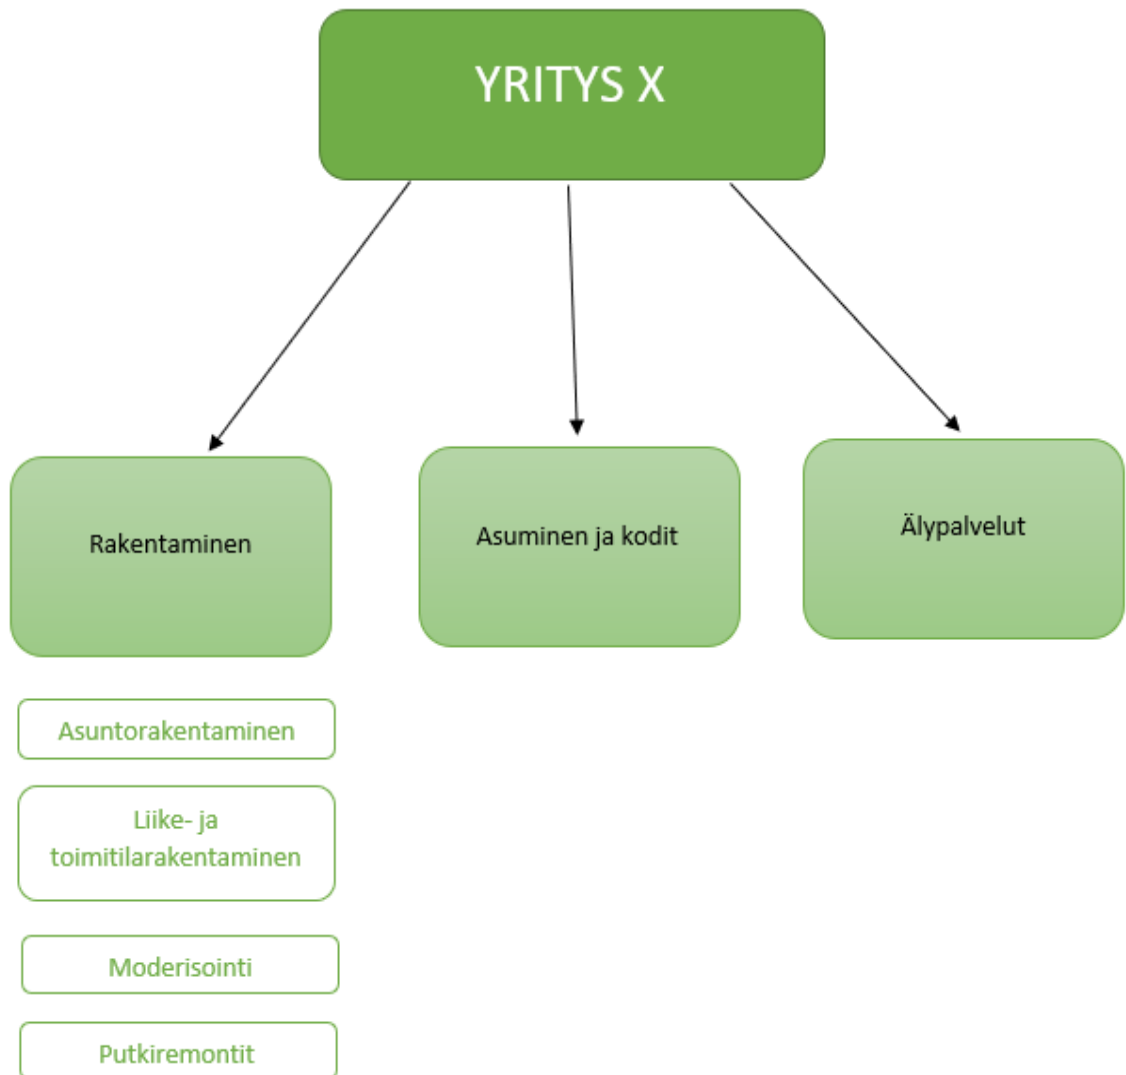 YRITYS X
Rakentaminen
Asuminen ja kodit
Älypalvelut
Asuntorakentaminen
Liike- ja
toimitilarakentaminen
Moderisointi
Putkiremontit